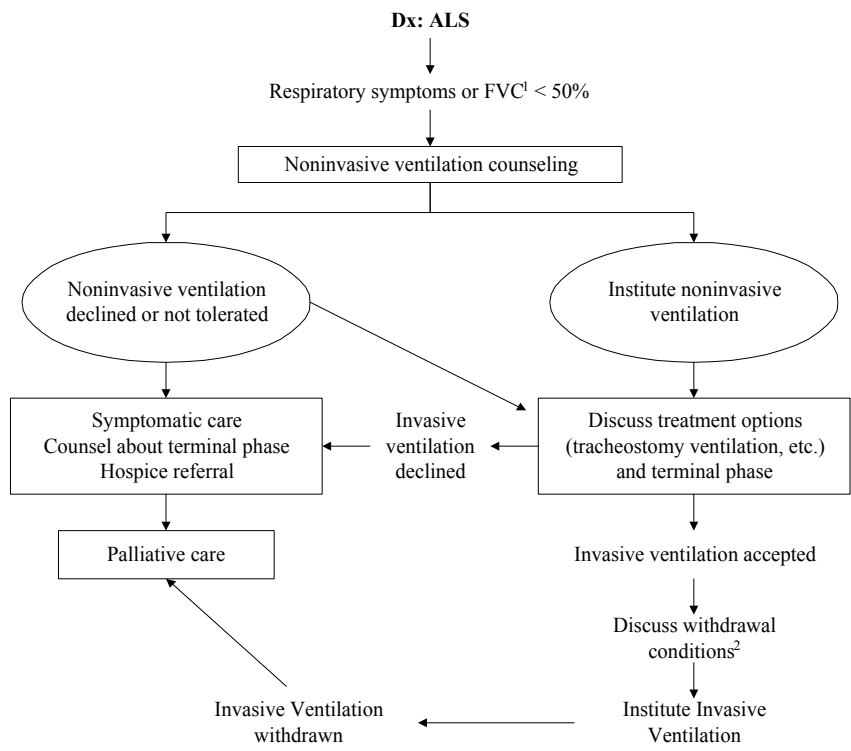 Dx: ALS
Respiratory symptoms or FVC¹ < 50%
Noninvasive ventilation counseling
Noninvasive ventilation
declined or not tolerated
Institute noninvasive
ventilation
Symptomatic care
Counsel about terminal phase
Hospice referral
Invasive
ventilation
declined
Discuss treatment options
(tracheostomy ventilation, etc.)
and terminal phase
Palliative care
Invasive ventilation accepted
Discuss withdrawal
conditions²
Invasive Ventilation
withdrawn
Institute Invasive
Ventilation